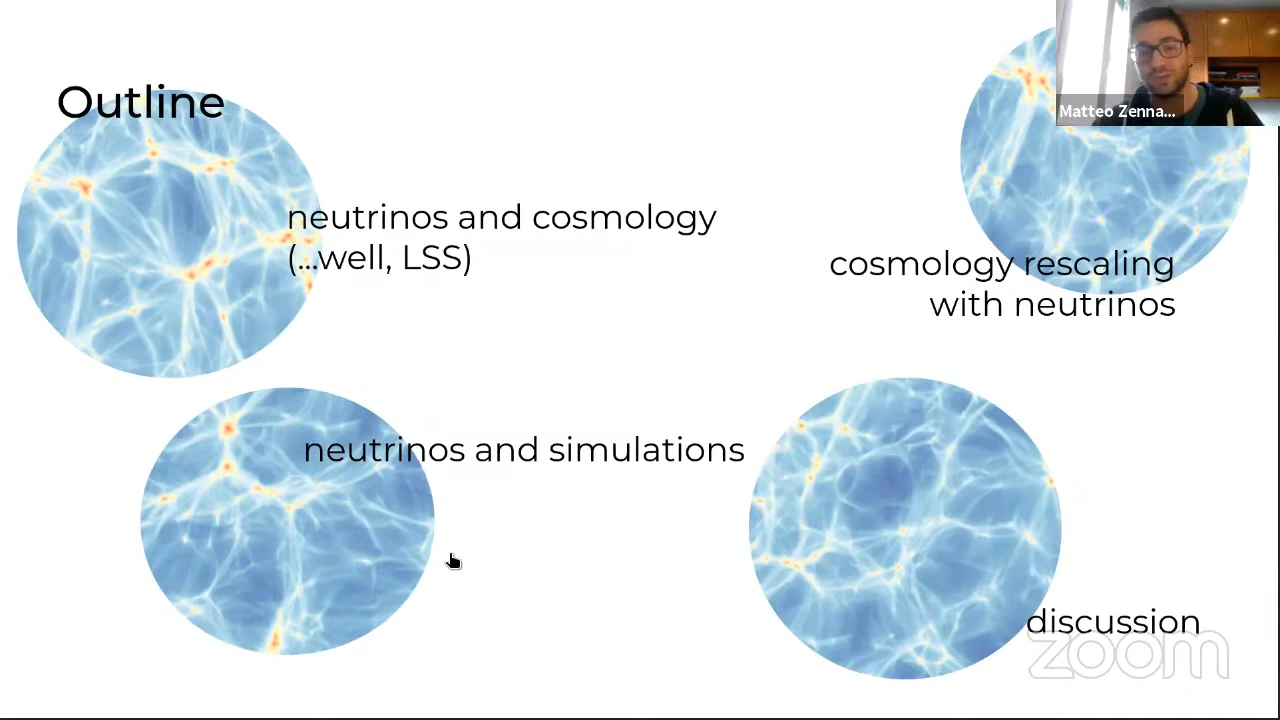 Outline
neutrinos and cosmology
(...well, LSS)
neutrinos and simulations
Matteo Zenna...
cosmology rescaling
with neutrinos
discussion
zoom